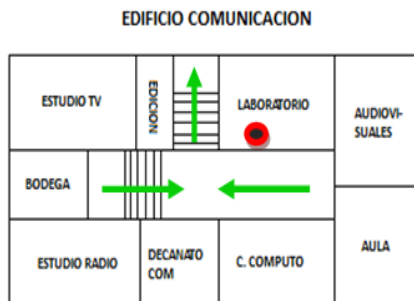 EDIFICIO COMUNICACION
ESTUDIO TV
EDICION
LABORATORIO
AUDIOVI-
SUALES
BODEGA
ESTUDIO RADIO
DECANATO
COM
C. COMPUTO
AULA